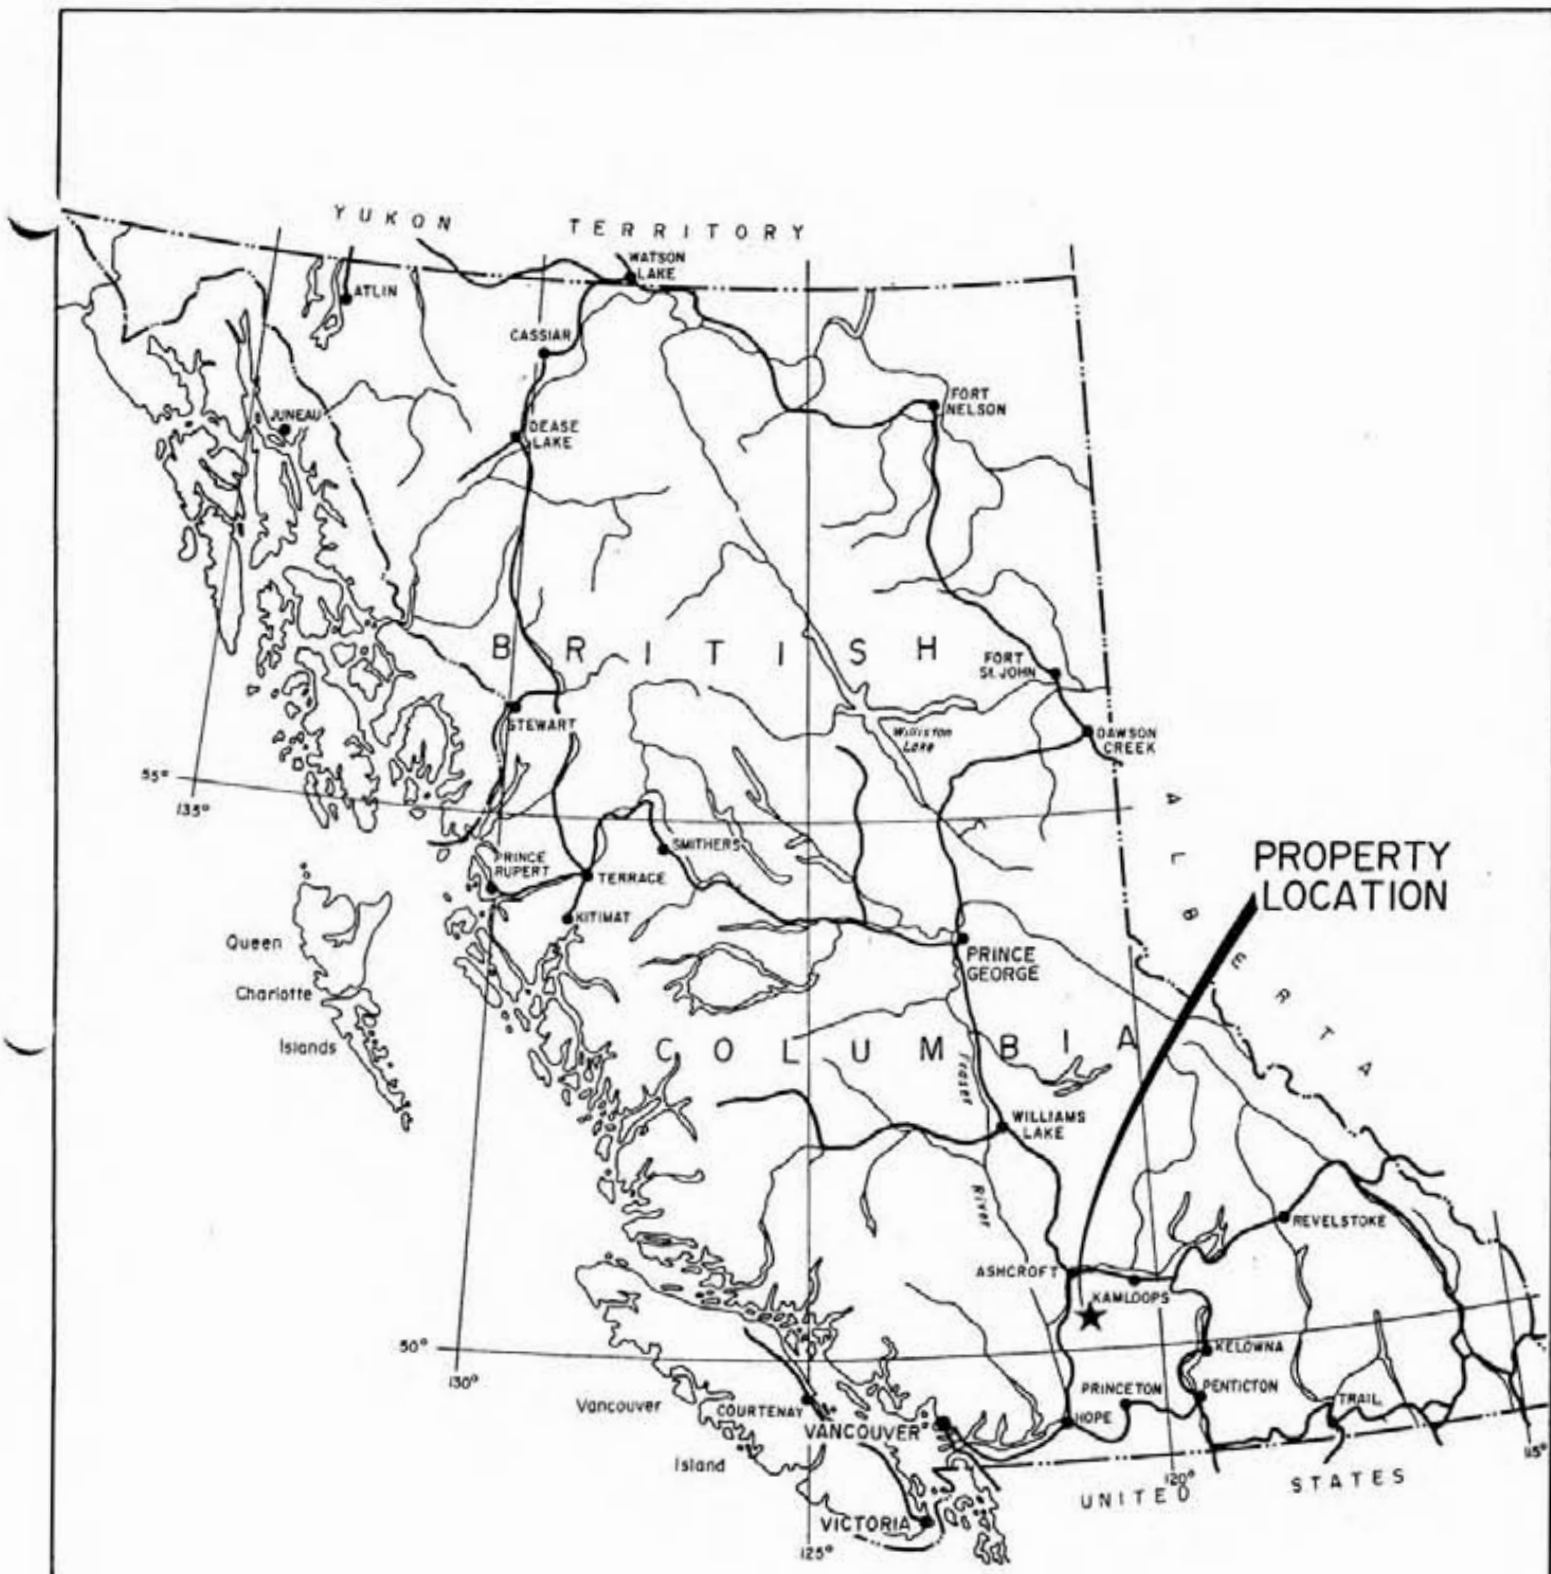 YUKON TERRITORY
WATSON
LAKE
ATLIN
CASSIAR
FORT
NELSON
JUNEAU
DEASE
LAKE
BRITISH
FORT
St. JOHN
STEWART
Williston
Lake
DAWSON
CREEK
55°
135°
ALBERTA
PROPERTY
LOCATION
SMITHERS
PRINCE
RUPERT
TERRACE
KITIMAT
Queen
Charlotte
Islands
PRINCE
GEORGE
COLUMBIA
Fraser
River
WILLIAMS
LAKE
REVELSTOKE
ASHCROFT
KAMLOOPS
50°
130°
KELOWNA
PRINCETON
PENTICTON
TRAIL
Vancouver
Island
COURTENAY
VANCOUVER
HOPE
115°
120°
UNITED STATES
VICTORIA
125°